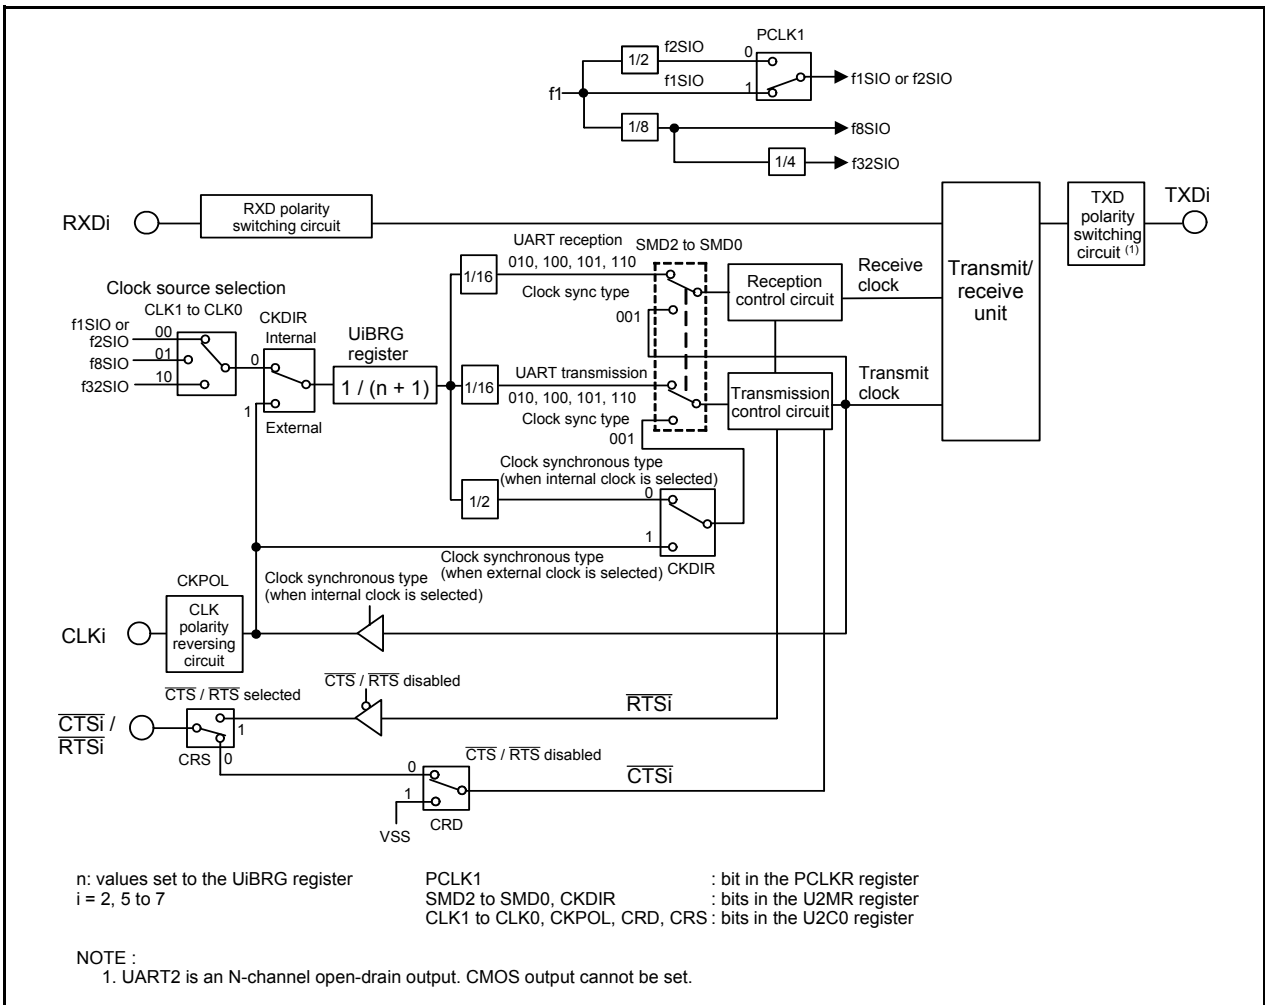 PCLK1
f2SIO
0
1/2
f1SIO
f1SIO or f2SIO
f1
1
1/8
f8SIO
1/4
f32SIO
RXDi
RXD polarity
switching circuit
TXD
polarity
switching
circuit (1)
TXDi
UART reception
SMD2 to SMD0
1/16
010, 100, 101, 110
Clock sync type
001
Reception
control circuit
Receive
clock
Transmit/
receive
unit
Clock source selection
CLK1 to CLK0
f1SIO or
f2SIO
00
f8SIO
01
f32SIO
10
CKDIR
Internal
0
1
External
UiBRG
register
1 / (n + 1)
1/16
UART transmission
010, 100, 101, 110
Clock sync type
001
Transmission
control circuit
Transmit
clock
Clock synchronous type
(when internal clock is selected)
1/2
0
1
Clock synchronous type
(when external clock is selected)
CKDIR
CKPOL
Clock synchronous type
(when internal clock is selected)
CLKi
CLK
polarity
reversing
circuit
CTS / RTS selected
CTS / RTS disabled
CTSi /
RTSi
1
CRS
0
RTSi
CTS / RTS disabled
0
CTSi
1
CRD
VSS
n: values set to the UiBRG register
i = 2, 5 to 7
PCLK1 : bit in the PCLKR register
SMD2 to SMD0, CKDIR : bits in the U2MR register
CLK1 to CLK0, CKPOL, CRD, CRS : bits in the U2C0 register
NOTE :
1. UART2 is an N-channel open-drain output. CMOS output cannot be set.